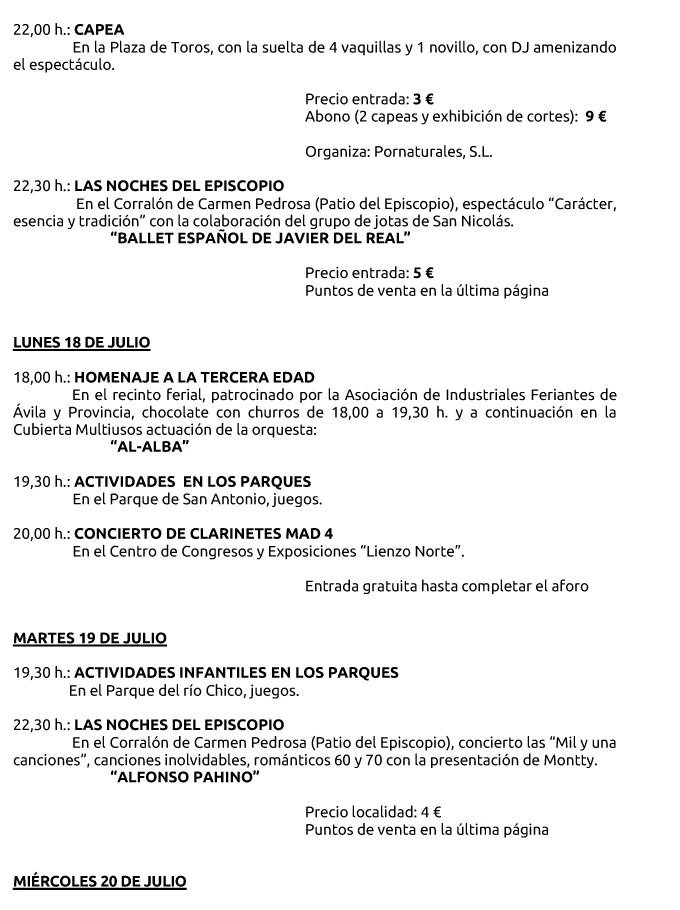 22,00 h.: CAPEA
En la Plaza de Toros, con la suelta de 4 vaquillas y 1 novillo, con DJ amenizando
el espectáculo.
Precio entrada: 3 €
Abono (2 capeas y exhibición de cortes): 9 €
Organiza: Pornaturales, S.L.
22,30 h.: LAS NOCHES DEL EPISCOPIO
En el Corralón de Carmen Pedrosa (Patio del Episcopio), espectáculo “Carácter,
esencia y tradición” con la colaboración del grupo de jotas de San Nicolás.
“BALLET ESPAÑOL DE JAVIER DEL REAL”
Precio entrada: 5 €
Puntos de venta en la última página
LUNES 18 DE JULIO
18,00 h.: HOMENAJE A LA TERCERA EDAD
En el recinto ferial, patrocinado por la Asociación de Industriales Feriantes de
Ávila y Provincia, chocolate con churros de 18,00 a 19,30 h. y a continuación en la
Cubierta Multiusos actuación de la orquesta:
“AL-ALBA”
19,30 h.: ACTIVIDADES EN LOS PARQUES
En el Parque de San Antonio, juegos.
20,00 h.: CONCIERTO DE CLARINETES MAD 4
En el Centro de Congresos y Exposiciones “Lienzo Norte”.
Entrada gratuita hasta completar el aforo
MARTES 19 DE JULIO
19,30 h.: ACTIVIDADES INFANTILES EN LOS PARQUES
En el Parque del río Chico, juegos.
22,30 h.: LAS NOCHES DEL EPISCOPIO
En el Corralón de Carmen Pedrosa (Patio del Episcopio), concierto las “Mil y una
canciones”, canciones inolvidables, románticos 60 y 70 con la presentación de Montty.
“ALFONSO PAHINO”
Precio localidad: 4 €
Puntos de venta en la última página
MIÉRCOLES 20 DE JULIO